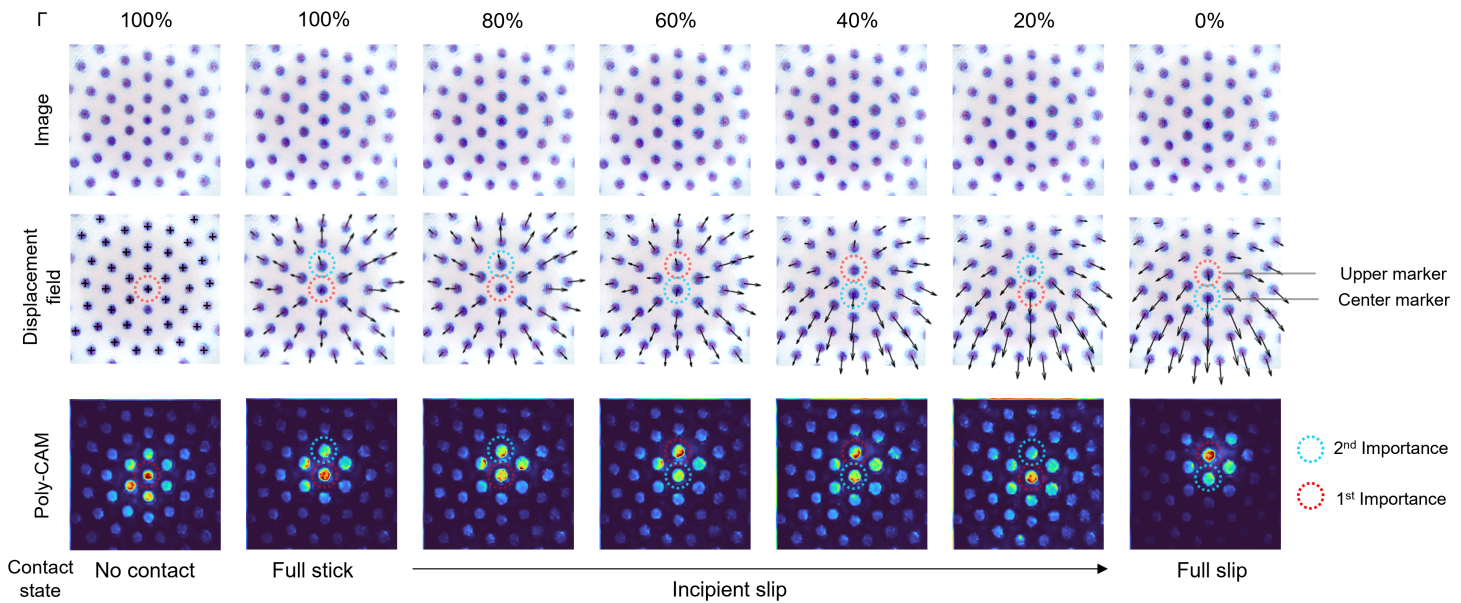 Γ 100% 100% 80% 60% 40% 20% 0%
Image
Displacement
field
Upper marker
Center marker
Poly-CAM
2nd Importance
1st Importance
Contact
state
No contact
Full stick
Incipient slip
Full slip